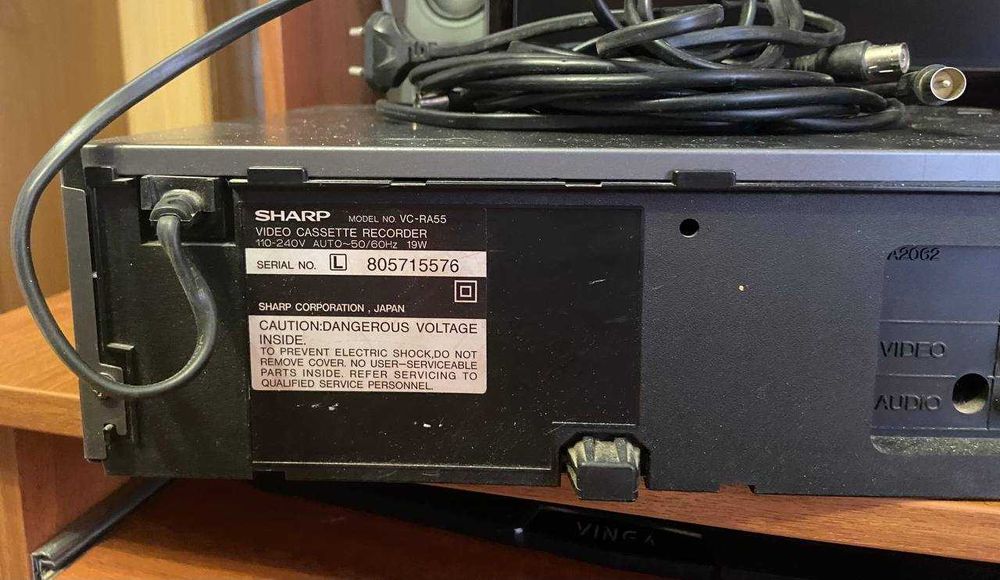 SHARP MODEL NO. VC-RA55
VIDEO CASSETTE RECORDER
110-240V AUTO~50/60Hz 19W
SERIAL NO. L 805715576
SHARP CORPORATION , JAPAN
CAUTION:DANGEROUS VOLTAGE
INSIDE.
TO PREVENT ELECTRIC SHOCK,DO NOT
REMOVE COVER. NO USER-SERVICEABLE
PARTS INSIDE. REFER SERVICING TO
QUALIFIED SERVICE PERSONNEL.
A2062
VIDEO
AUDIO
VINGA